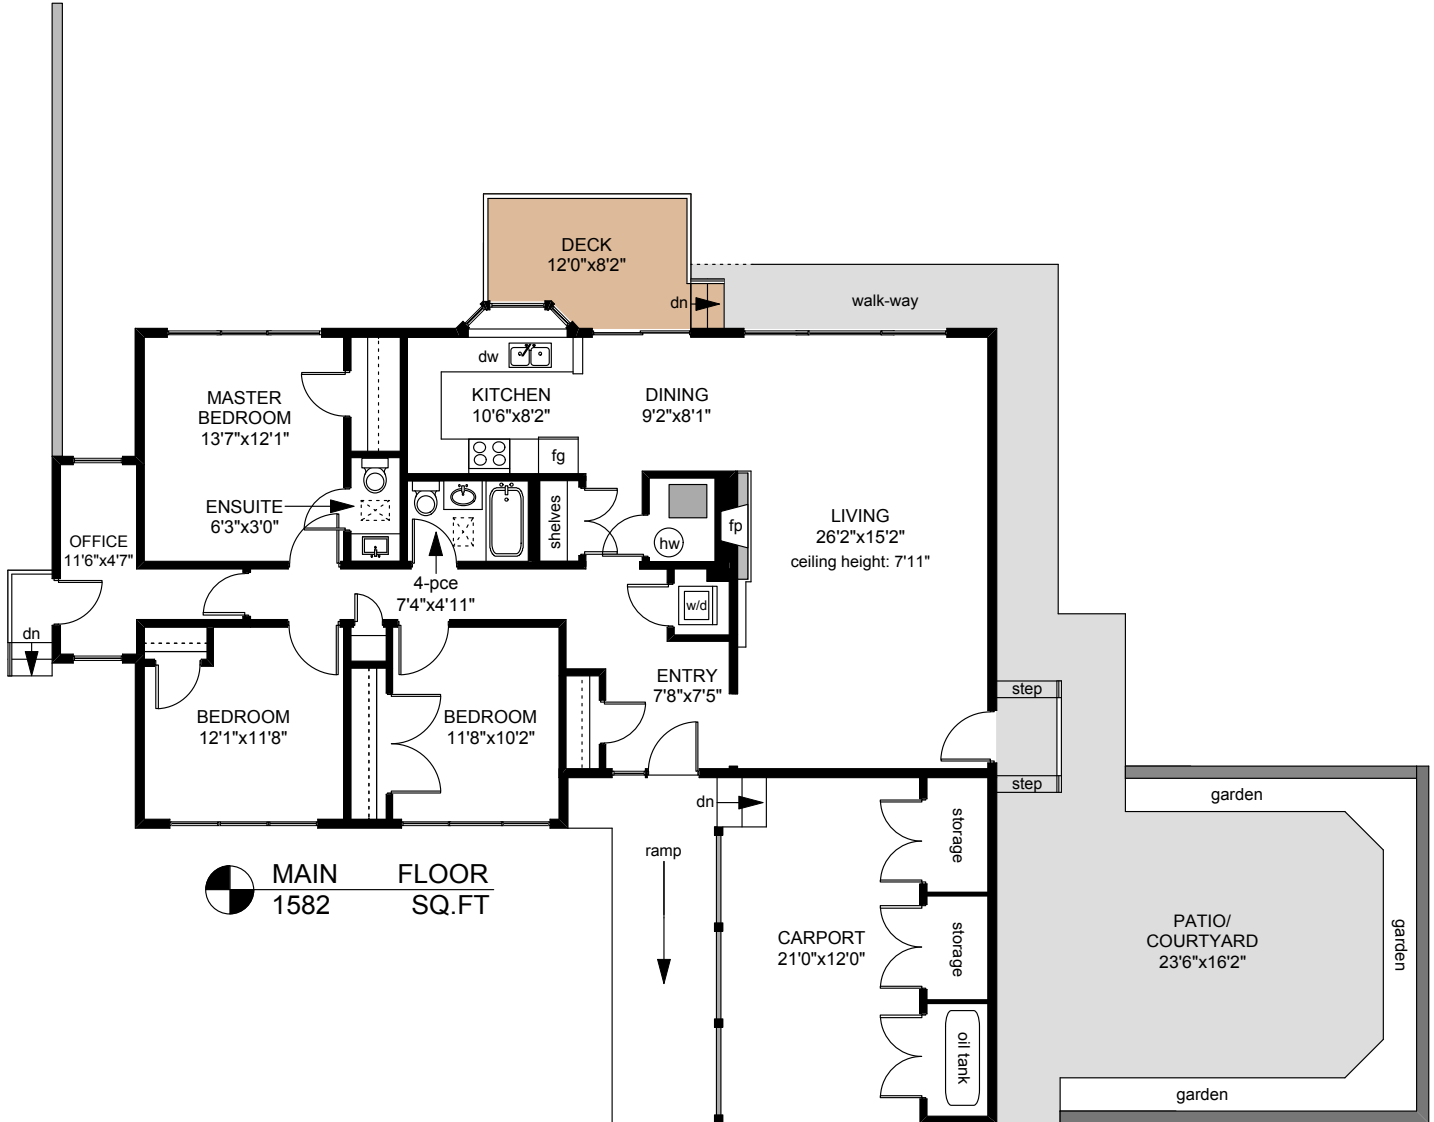 DECK
12'0"x8'2"
dn
walk-way
dw
MASTER
BEDROOM
13'7"x12'1"
KITCHEN
10'6"x8'2"
DINING
9'2"x8'1"
fg
ENSUITE
6'3"x3'0"
shelves
hw
fp
LIVING
26'2"x15'2"
ceiling height: 7'11"
OFFICE
11'6"x4'7"
4-pce
7'4"x4'11"
w/d
dn
ENTRY
7'8"x7'5"
step
BEDROOM
12'1"x11'8"
BEDROOM
11'8"x10'2"
step
dn
garden
storage
ramp
MAIN FLOOR
1582 SQ.FT
CARPORT
21'0"x12'0"
storage
PATIO/
COURTYARD
23'6"x16'2"
garden
oil tank
garden